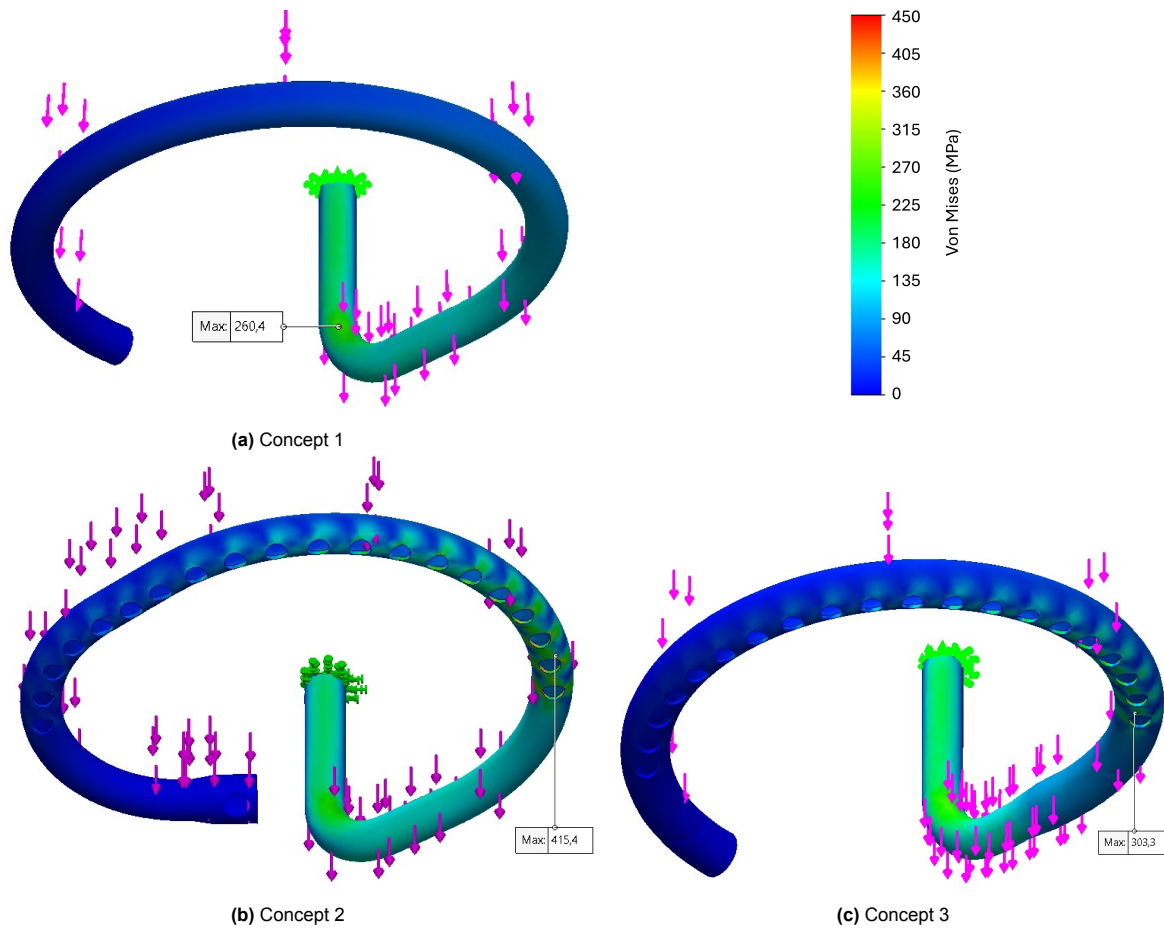 450
405
360
315
270
225
180
135
90
45
0
Von Mises (MPa)
Max: 260,4
(a) Concept 1
Max: 415,4
Max: 303,3
(b) Concept 2
(c) Concept 3